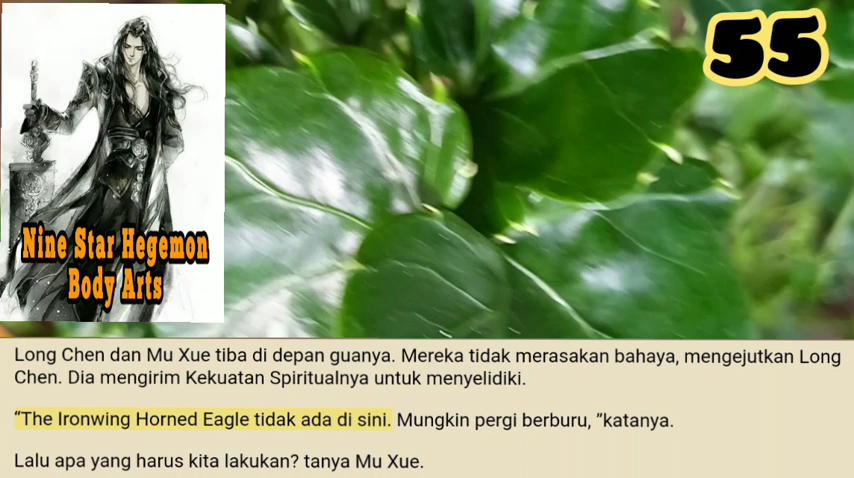 55
Nine Star Hegemon
Body Arts
Long Chen dan Mu Xue tiba di depan guanya. Mereka tidak merasakan bahaya, mengejutkan Long
Chen. Dia mengirim Kekuatan Spiritualnya untuk menyelidiki.
“The Ironwing Horned Eagle tidak ada di sini. Mungkin pergi berburu, ”katanya.
Lalu apa yang harus kita lakukan? tanya Mu Xue.